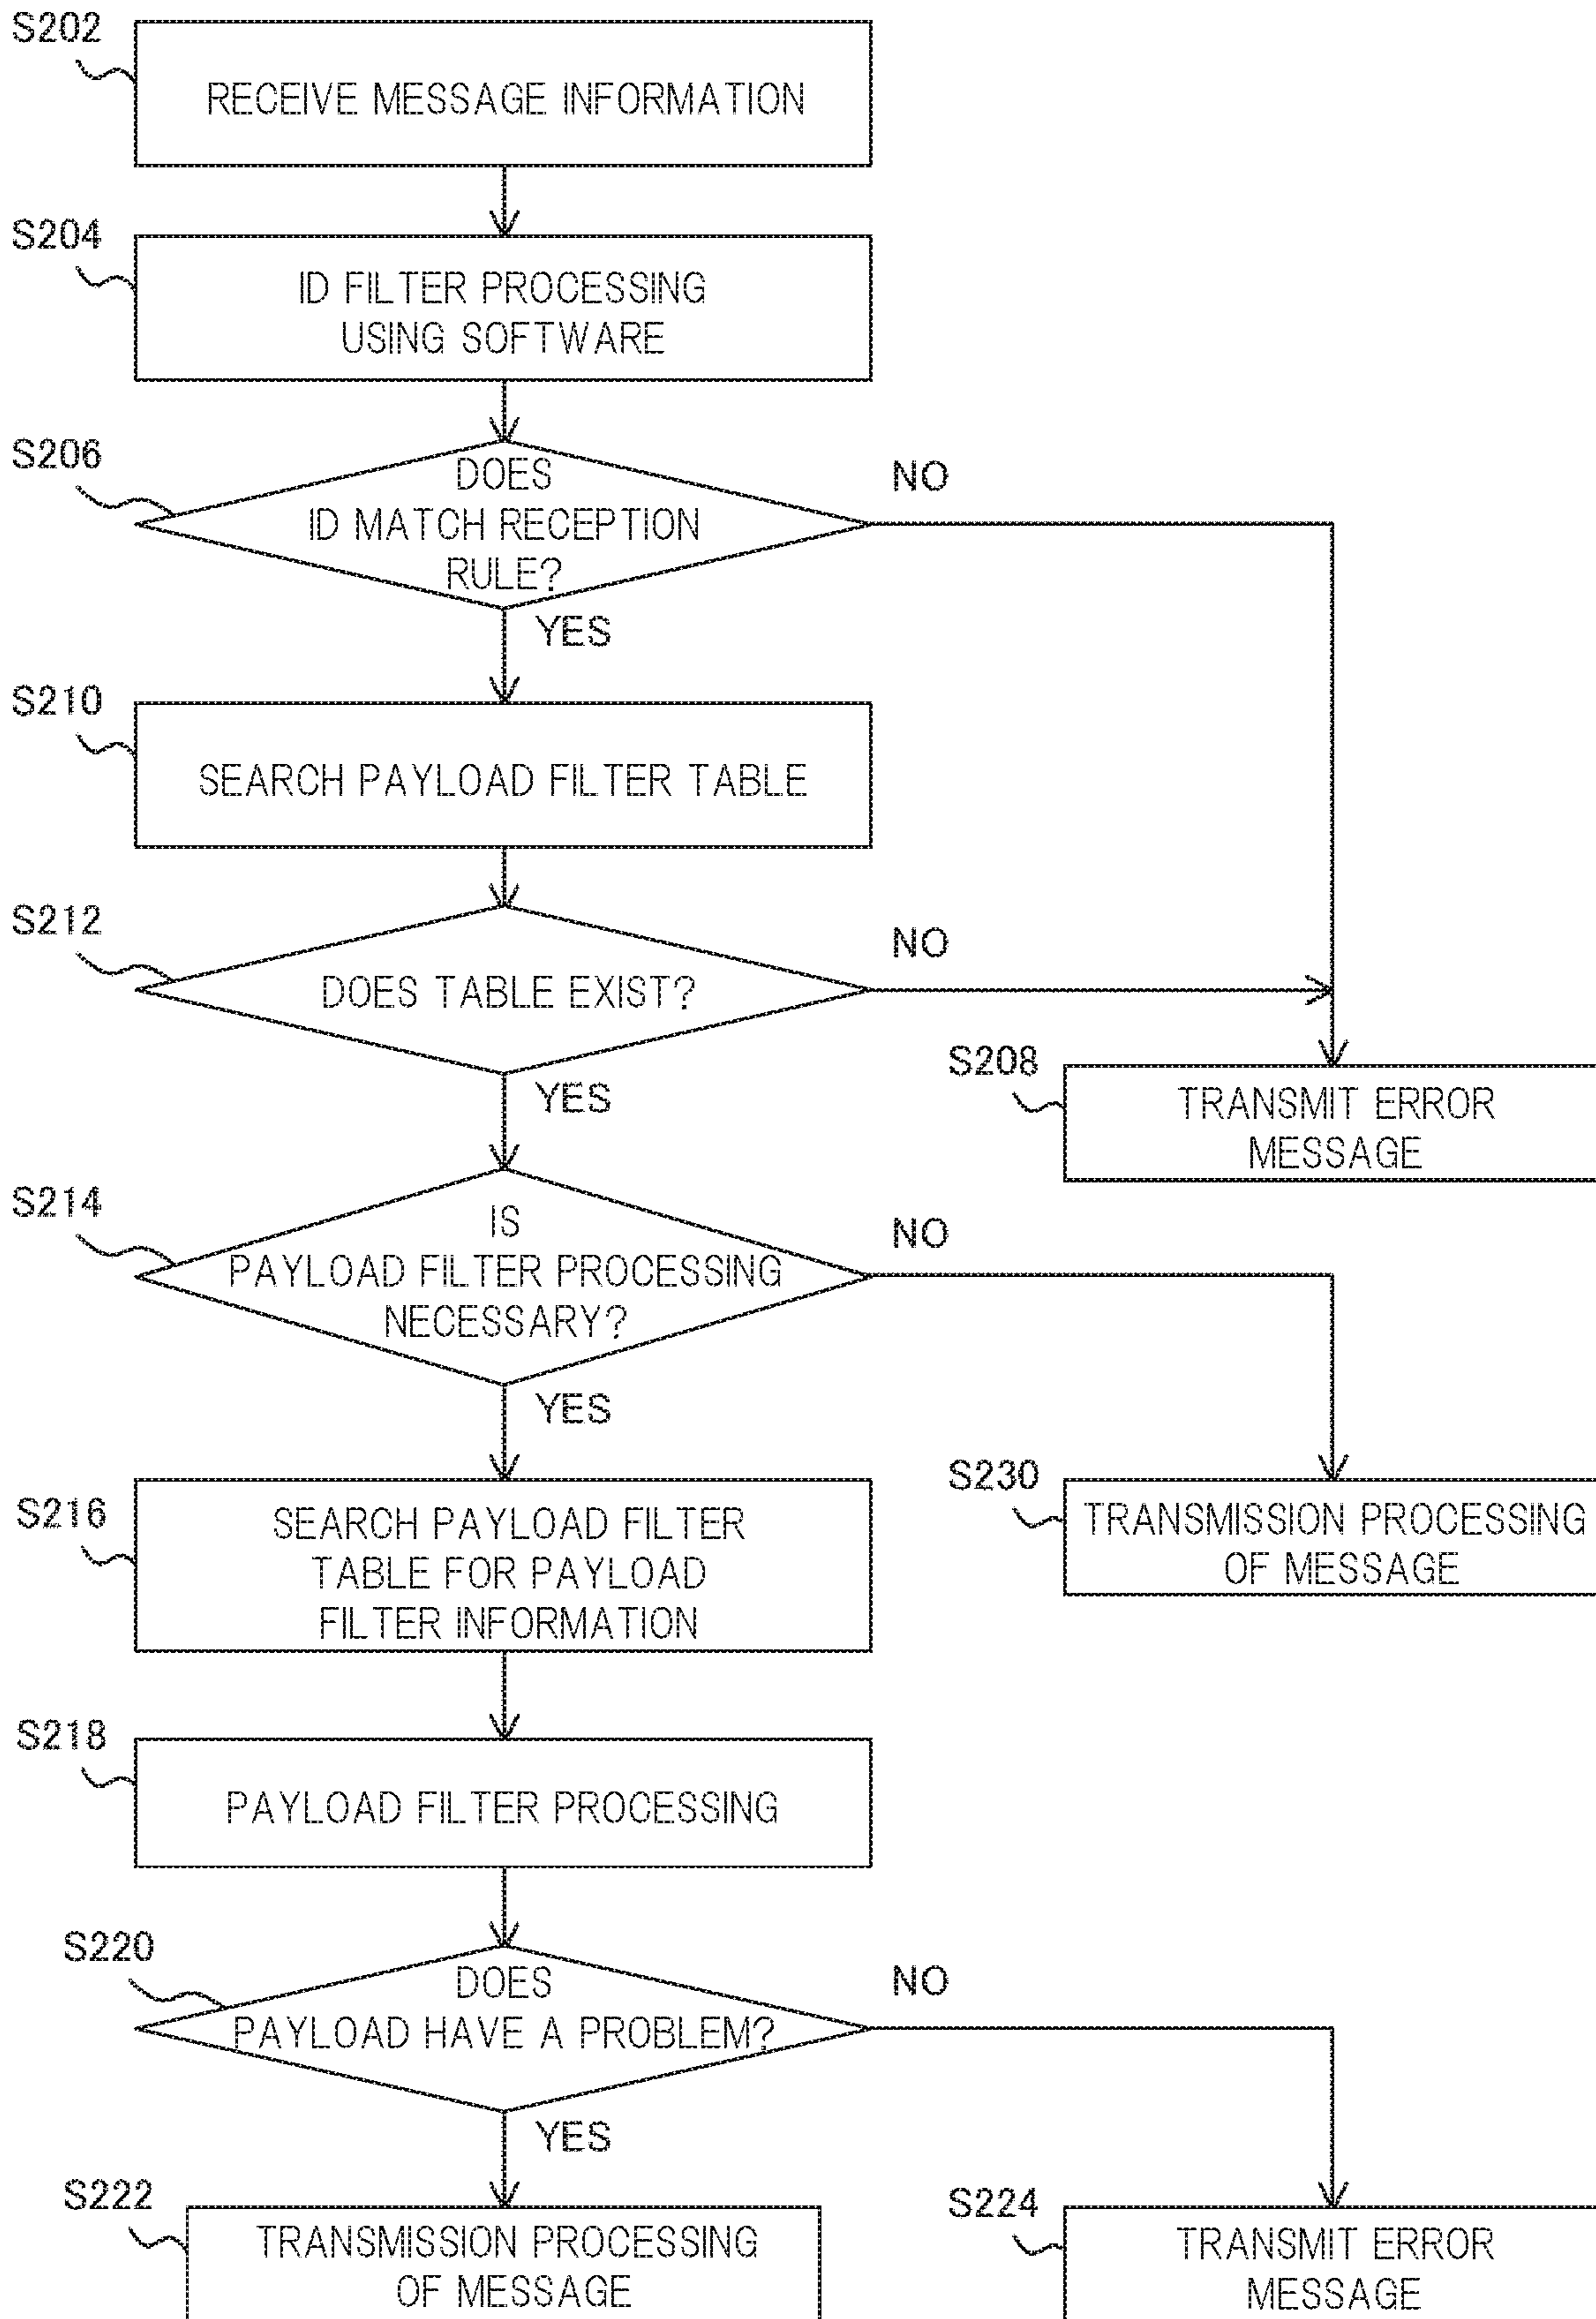 S202
RECEIVE MESSAGE INFORMATION
S204
ID FILTER PROCESSING
USING SOFTWARE
S206
DOES
ID MATCH RECEPTION
RULE?
NO
YES
S210
SEARCH PAYLOAD FILTER TABLE
S212
DOES TABLE EXIST?
NO
YES
S208
TRANSMIT ERROR
MESSAGE
S214
IS
PAYLOAD FILTER PROCESSING
NECESSARY?
NO
YES
S216
SEARCH PAYLOAD FILTER
TABLE FOR PAYLOAD
FILTER INFORMATION
S230
TRANSMISSION PROCESSING
OF MESSAGE
S218
PAYLOAD FILTER PROCESSING
S220
DOES
PAYLOAD HAVE A PROBLEM?
NO
YES
S222
TRANSMISSION PROCESSING
OF MESSAGE
S224
TRANSMIT ERROR
MESSAGE